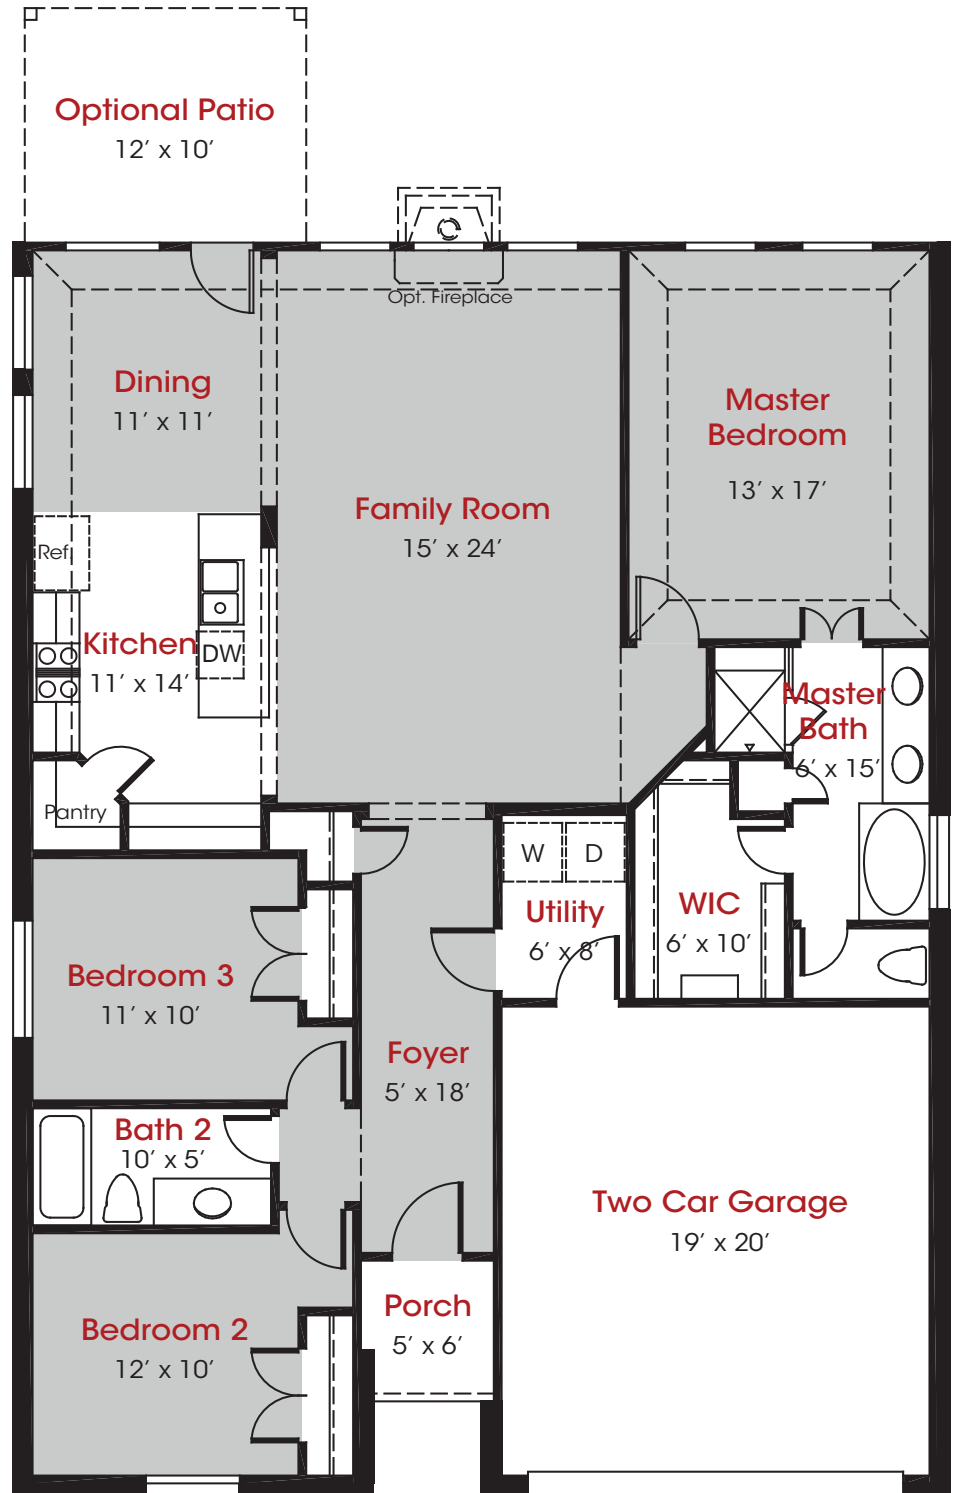 Optional Patio
12’ x 10’
Opt. Fireplace
Dining
11’ x 11’
Master
Bedroom
13’ x 17’
Family Room
15’ x 24’
Ref.
Kitchen
11’ x 14’
DW
Master
Bath
6’ x 15’
Pantry
W
D
Utility
6’ x 8’
WIC
6’ x 10’
Bedroom 3
11’ x 10’
Foyer
5’ x 18’
Bath 2
10’ x 5’
Two Car Garage
19’ x 20’
Porch
5’ x 6’
Bedroom 2
12’ x 10’